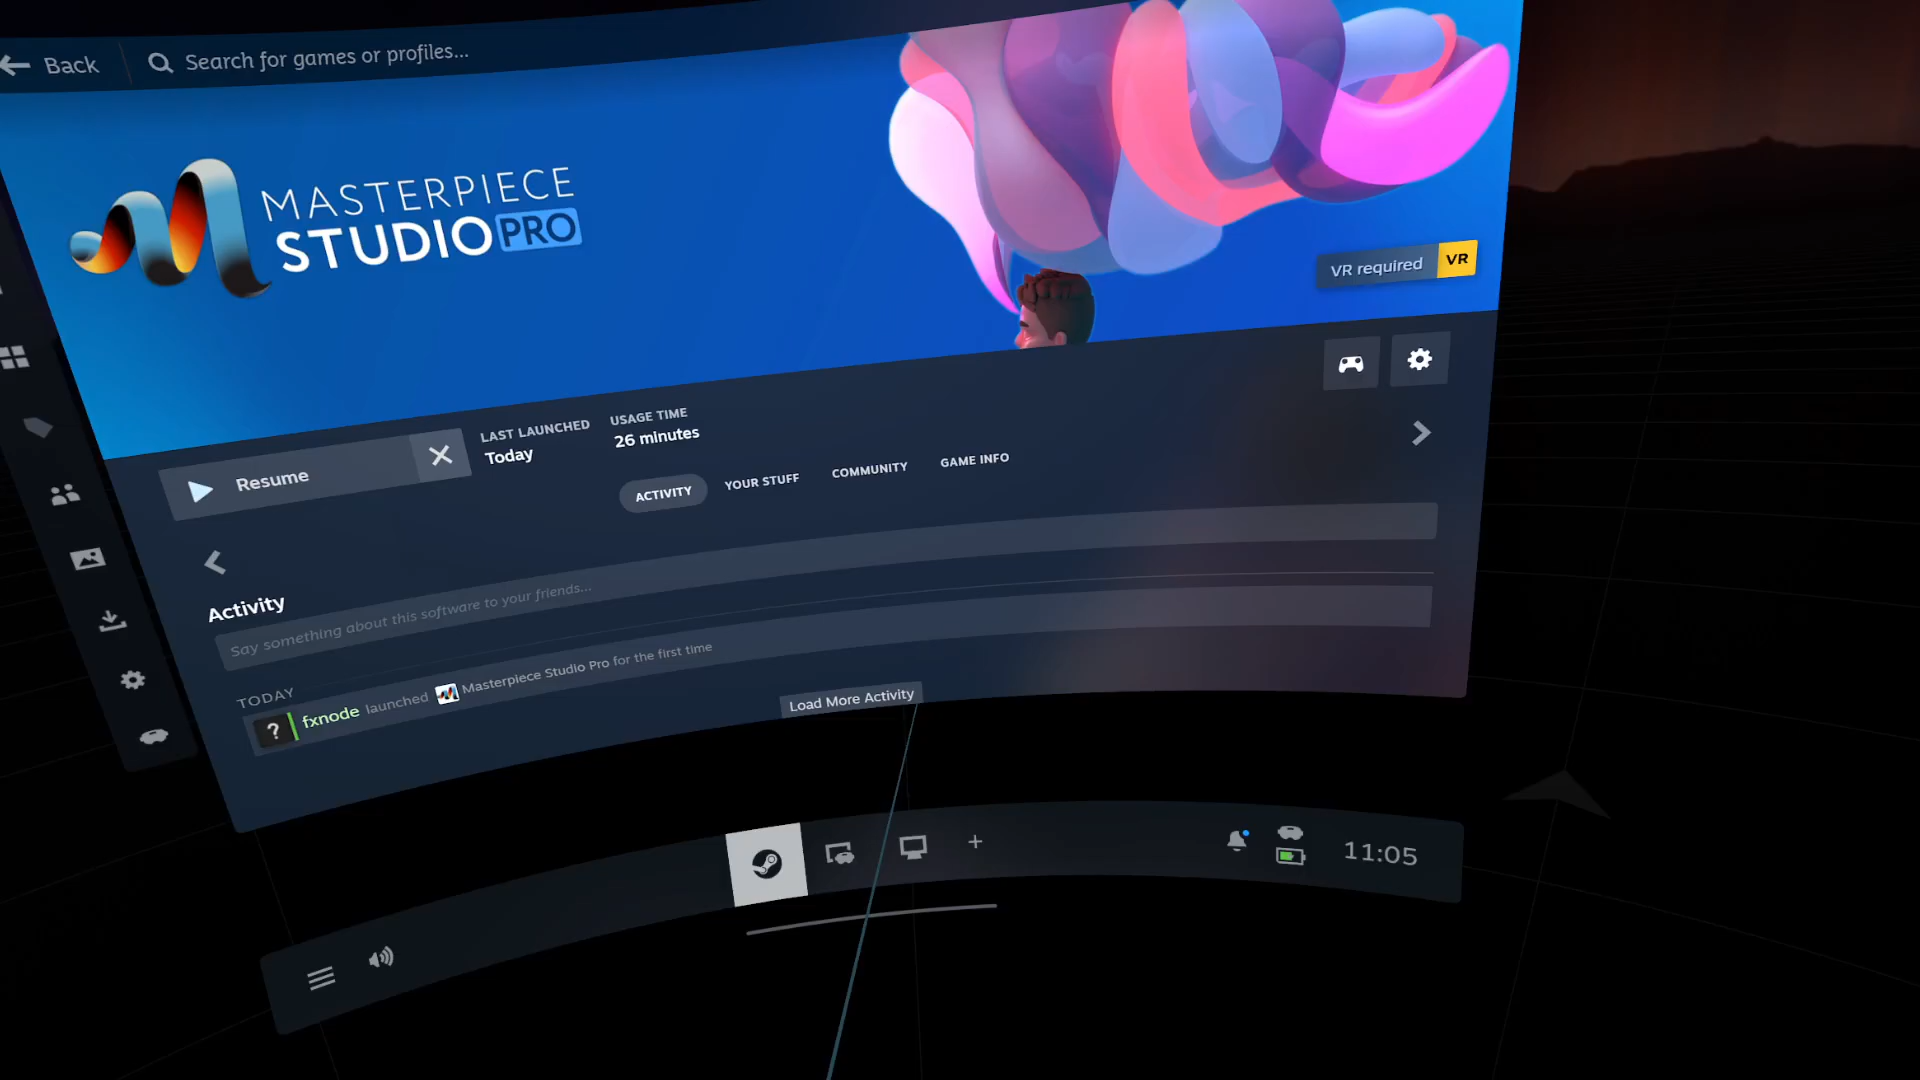 Back
Search for games or profiles...
MASTERPIECE
STUDIO PRO
VR required VR
Resume
LAST LAUNCHED
Today
USAGE TIME
26 minutes
ACTIVITY YOUR STUFF COMMUNITY GAME INFO
Activity
Say something about this software to your friends...
TODAY
? fxnode launched Masterpiece Studio Pro for the first time
Load More Activity
11:05